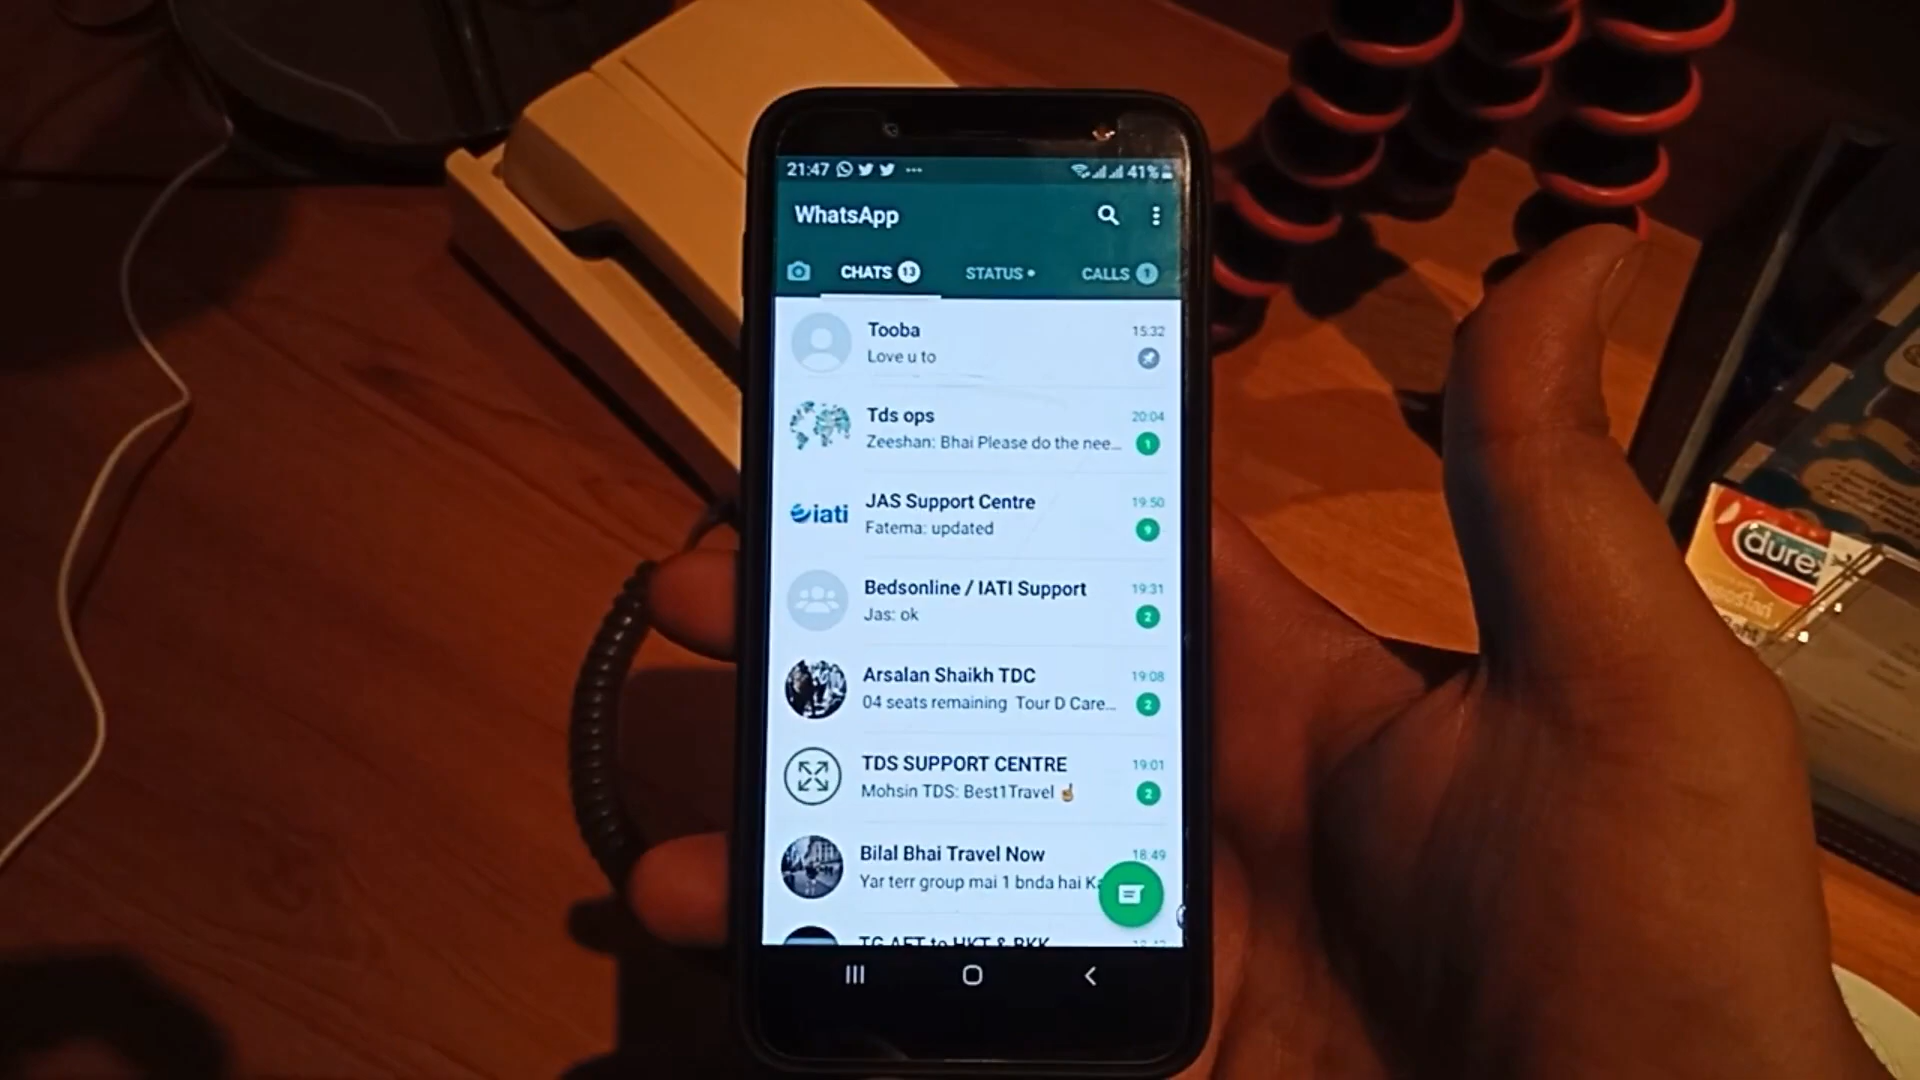 21:47 41%
WhatsApp
CHATS 13 STATUS CALLS 1
Tooba 15:32
Love u to
Tds ops 20:04
Zeeshan: Bhai Please do the nee... 1
iati
JAS Support Centre 19:50
Fatema: updated 9
Bedsonline / IATI Support 19:31
Jas: ok 2
Arsalan Shaikh TDC 19:08
04 seats remaining Tour D Care... 2
TDS SUPPORT CENTRE 19:01
Mohsin TDS: Best1Travel ☝🏽 2
Bilal Bhai Travel Now 18:49
Yar terr group mai 1 bnda hai
to HKT & BKK
durex